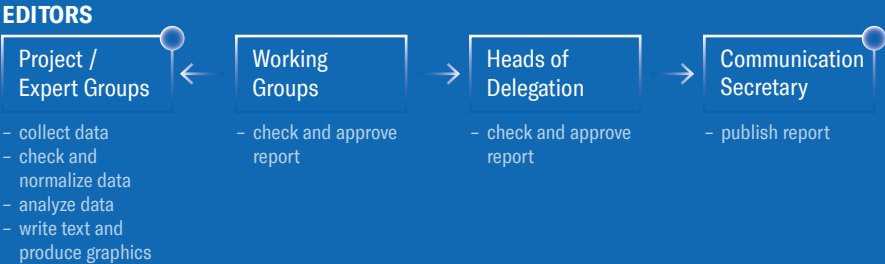 EDITORS
Project /
Expert Groups
– collect data
– check and
normalize data
– analyze data
– write text and
produce graphics
Working
Groups
– check and approve
report
Heads of
Delegation
– check and approve
report
Communication
Secretary
– publish report